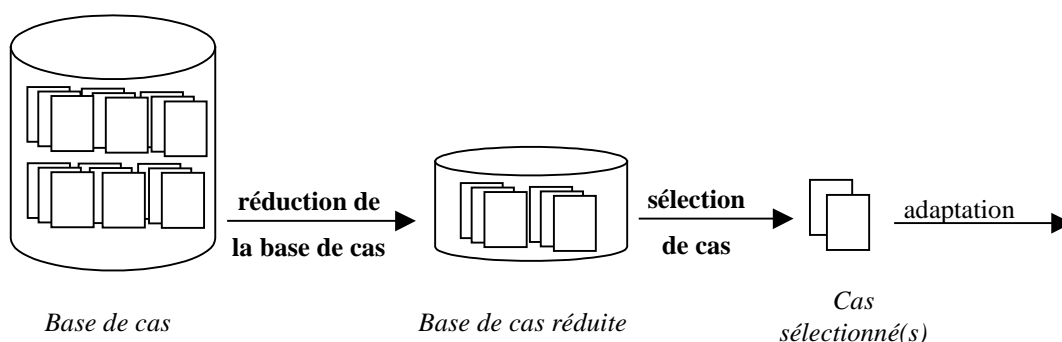 réduction de
la base de cas
sélection
de cas
adaptation
Base de cas
Base de cas réduite
Cas
sélectionné(s)